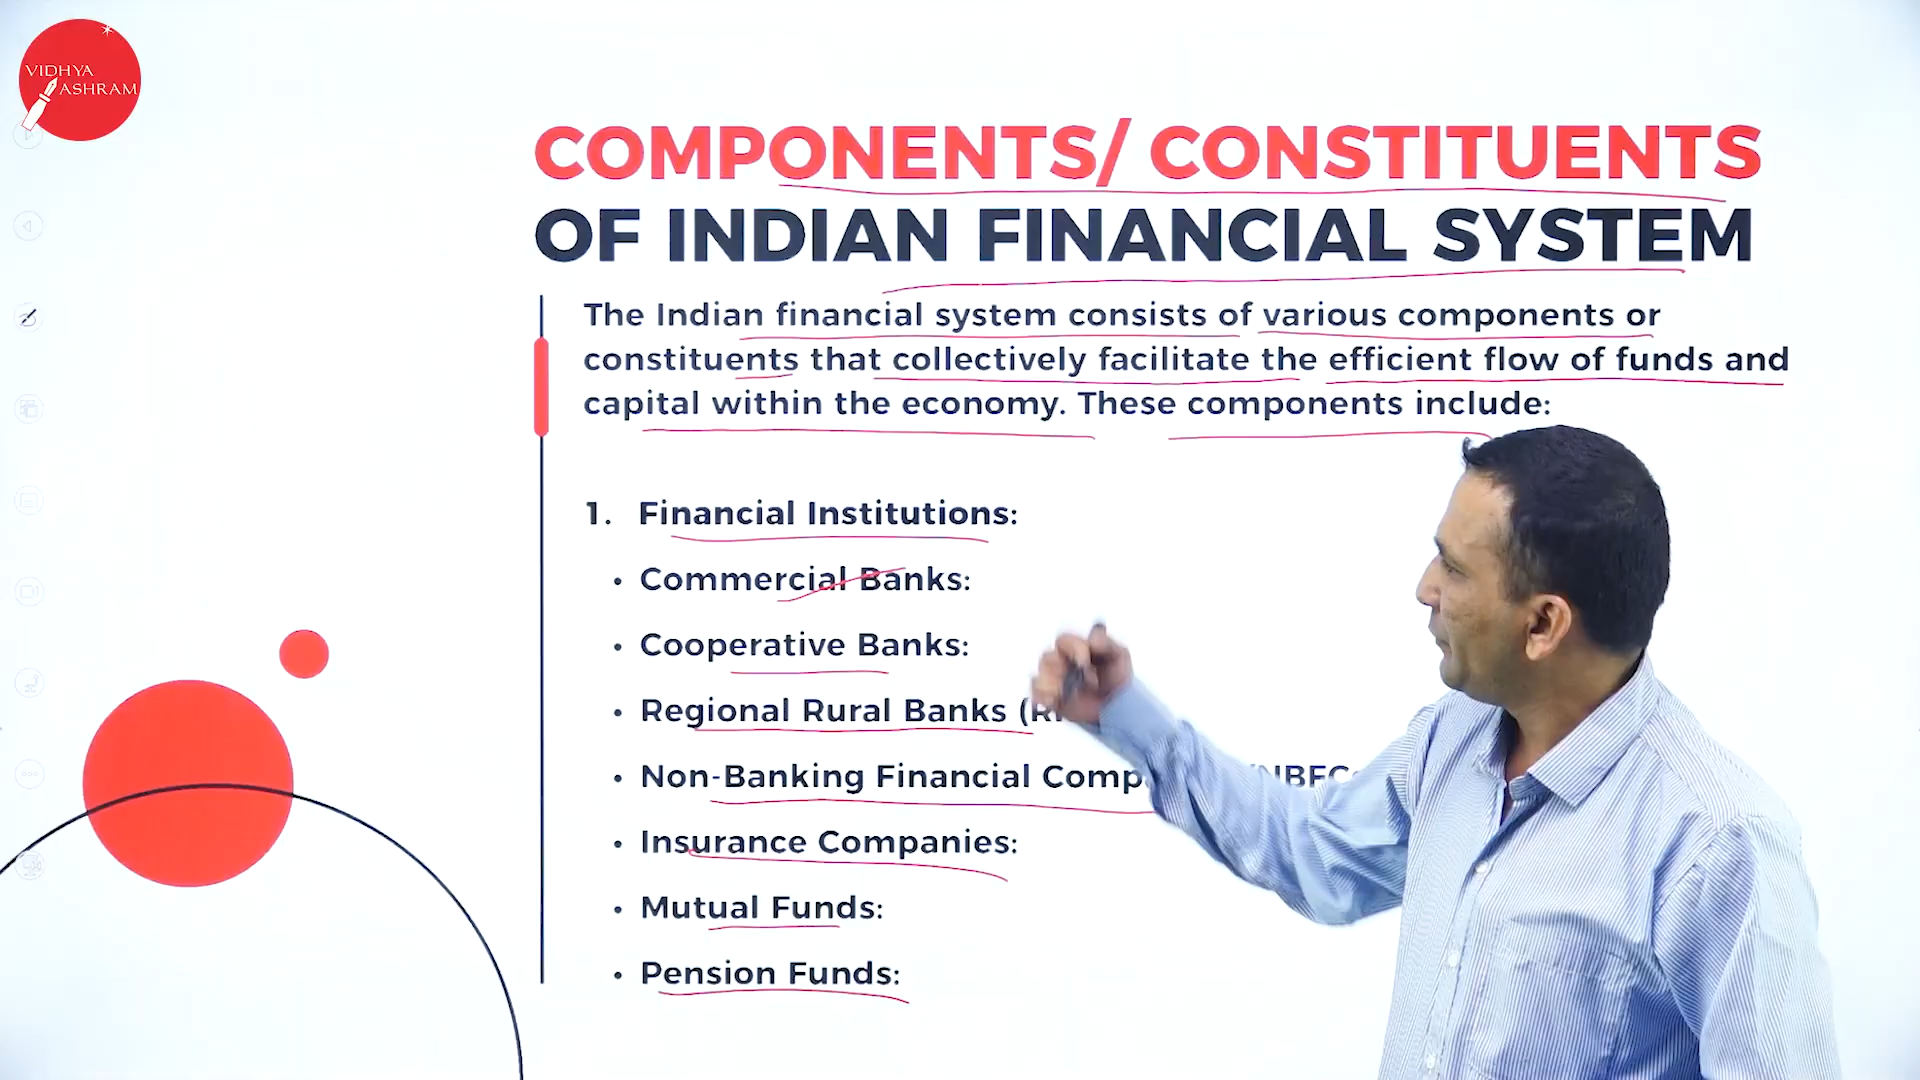 VIDHYA
ASHRAM
COMPONENTS/ CONSTITUENTS
OF INDIAN FINANCIAL SYSTEM
The Indian financial system consists of various components or
constituents that collectively facilitate the efficient flow of funds and
capital within the economy. These components include:
1. Financial Institutions:
• Commercial Banks:
• Cooperative Banks:
• Regional Rural Banks
• Non-Banking Financial
• Insurance Companies:
• Mutual Funds:
• Pension Funds: